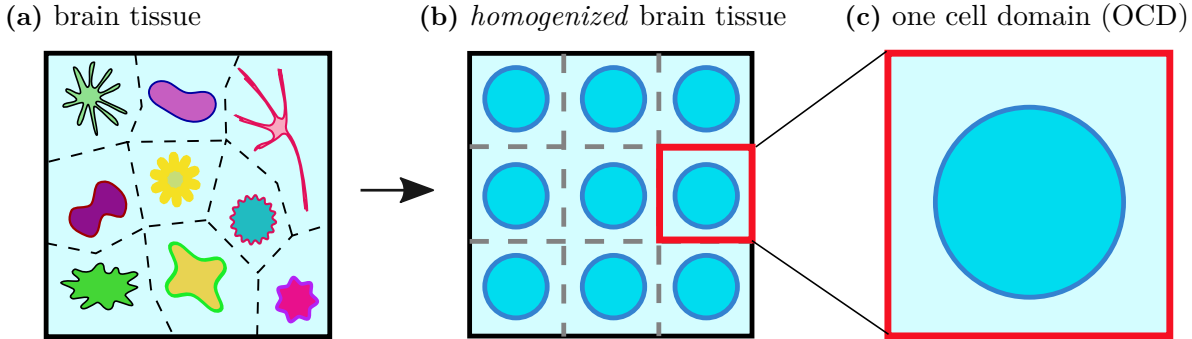 (a) brain tissue
(b) homogenized brain tissue
(c) one cell domain (OCD)